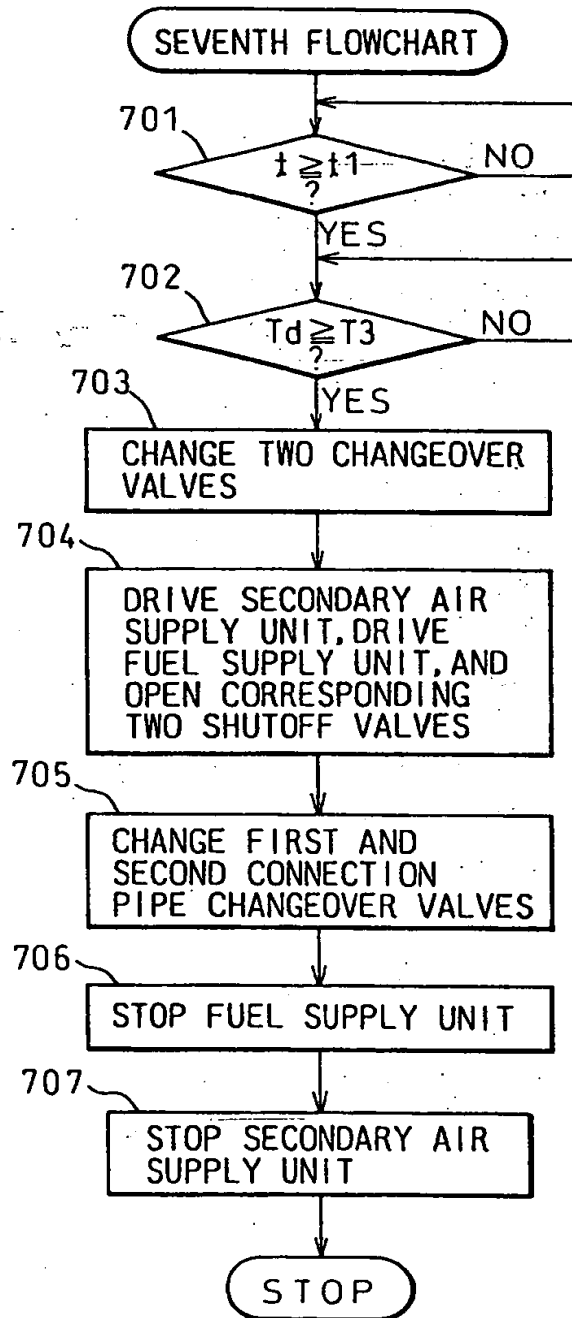 SEVENTH FLOWCHART
701
t ≧ t1
?
NO
YES
702
Td ≧ T3
?
NO
YES
703
CHANGE TWO CHANGEOVER
VALVES
704
DRIVE SECONDARY AIR
SUPPLY UNIT, DRIVE
FUEL SUPPLY UNIT, AND
OPEN CORRESPONDING
TWO SHUTOFF VALVES
705
CHANGE FIRST AND
SECOND CONNECTION
PIPE CHANGEOVER VALVES
706
STOP FUEL SUPPLY UNIT
707
STOP SECONDARY AIR
SUPPLY UNIT
STOP